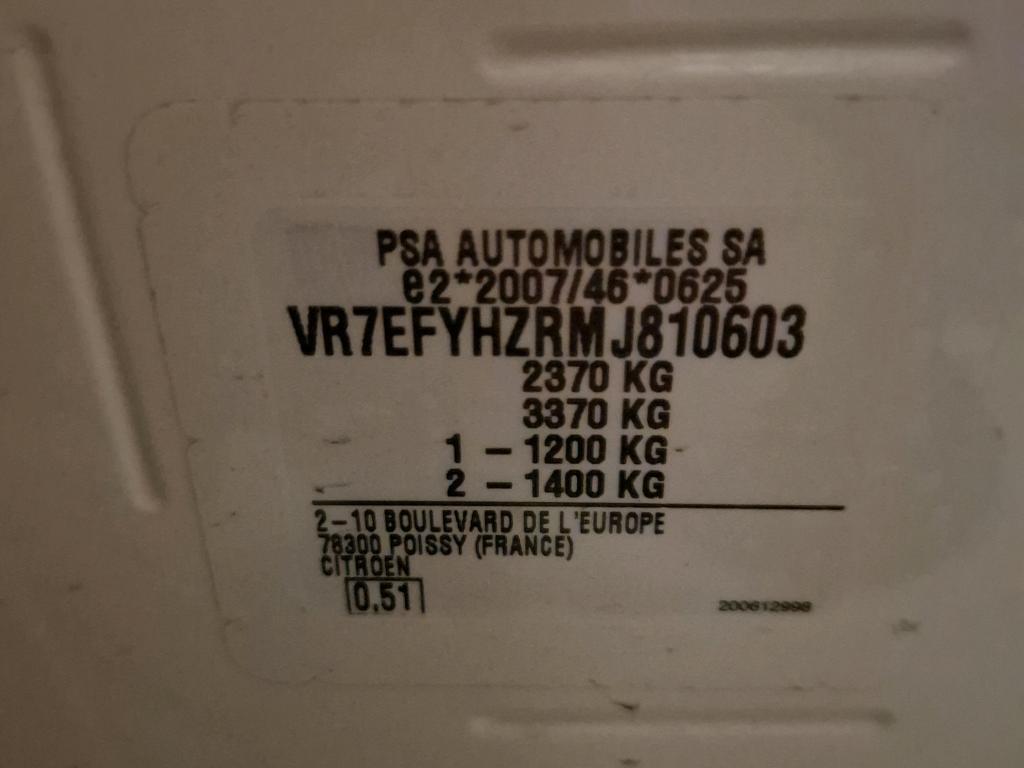 PSA AUTOMOBILES SA
e2*2007/46*0625
VR7EFYHZRMJ810603
2370 KG
3370 KG
1 - 1200 KG
2 - 1400 KG
2-10 BOULEVARD DE L'EUROPE
78300 POISSY (FRANCE)
CITROEN
0,51
200612998